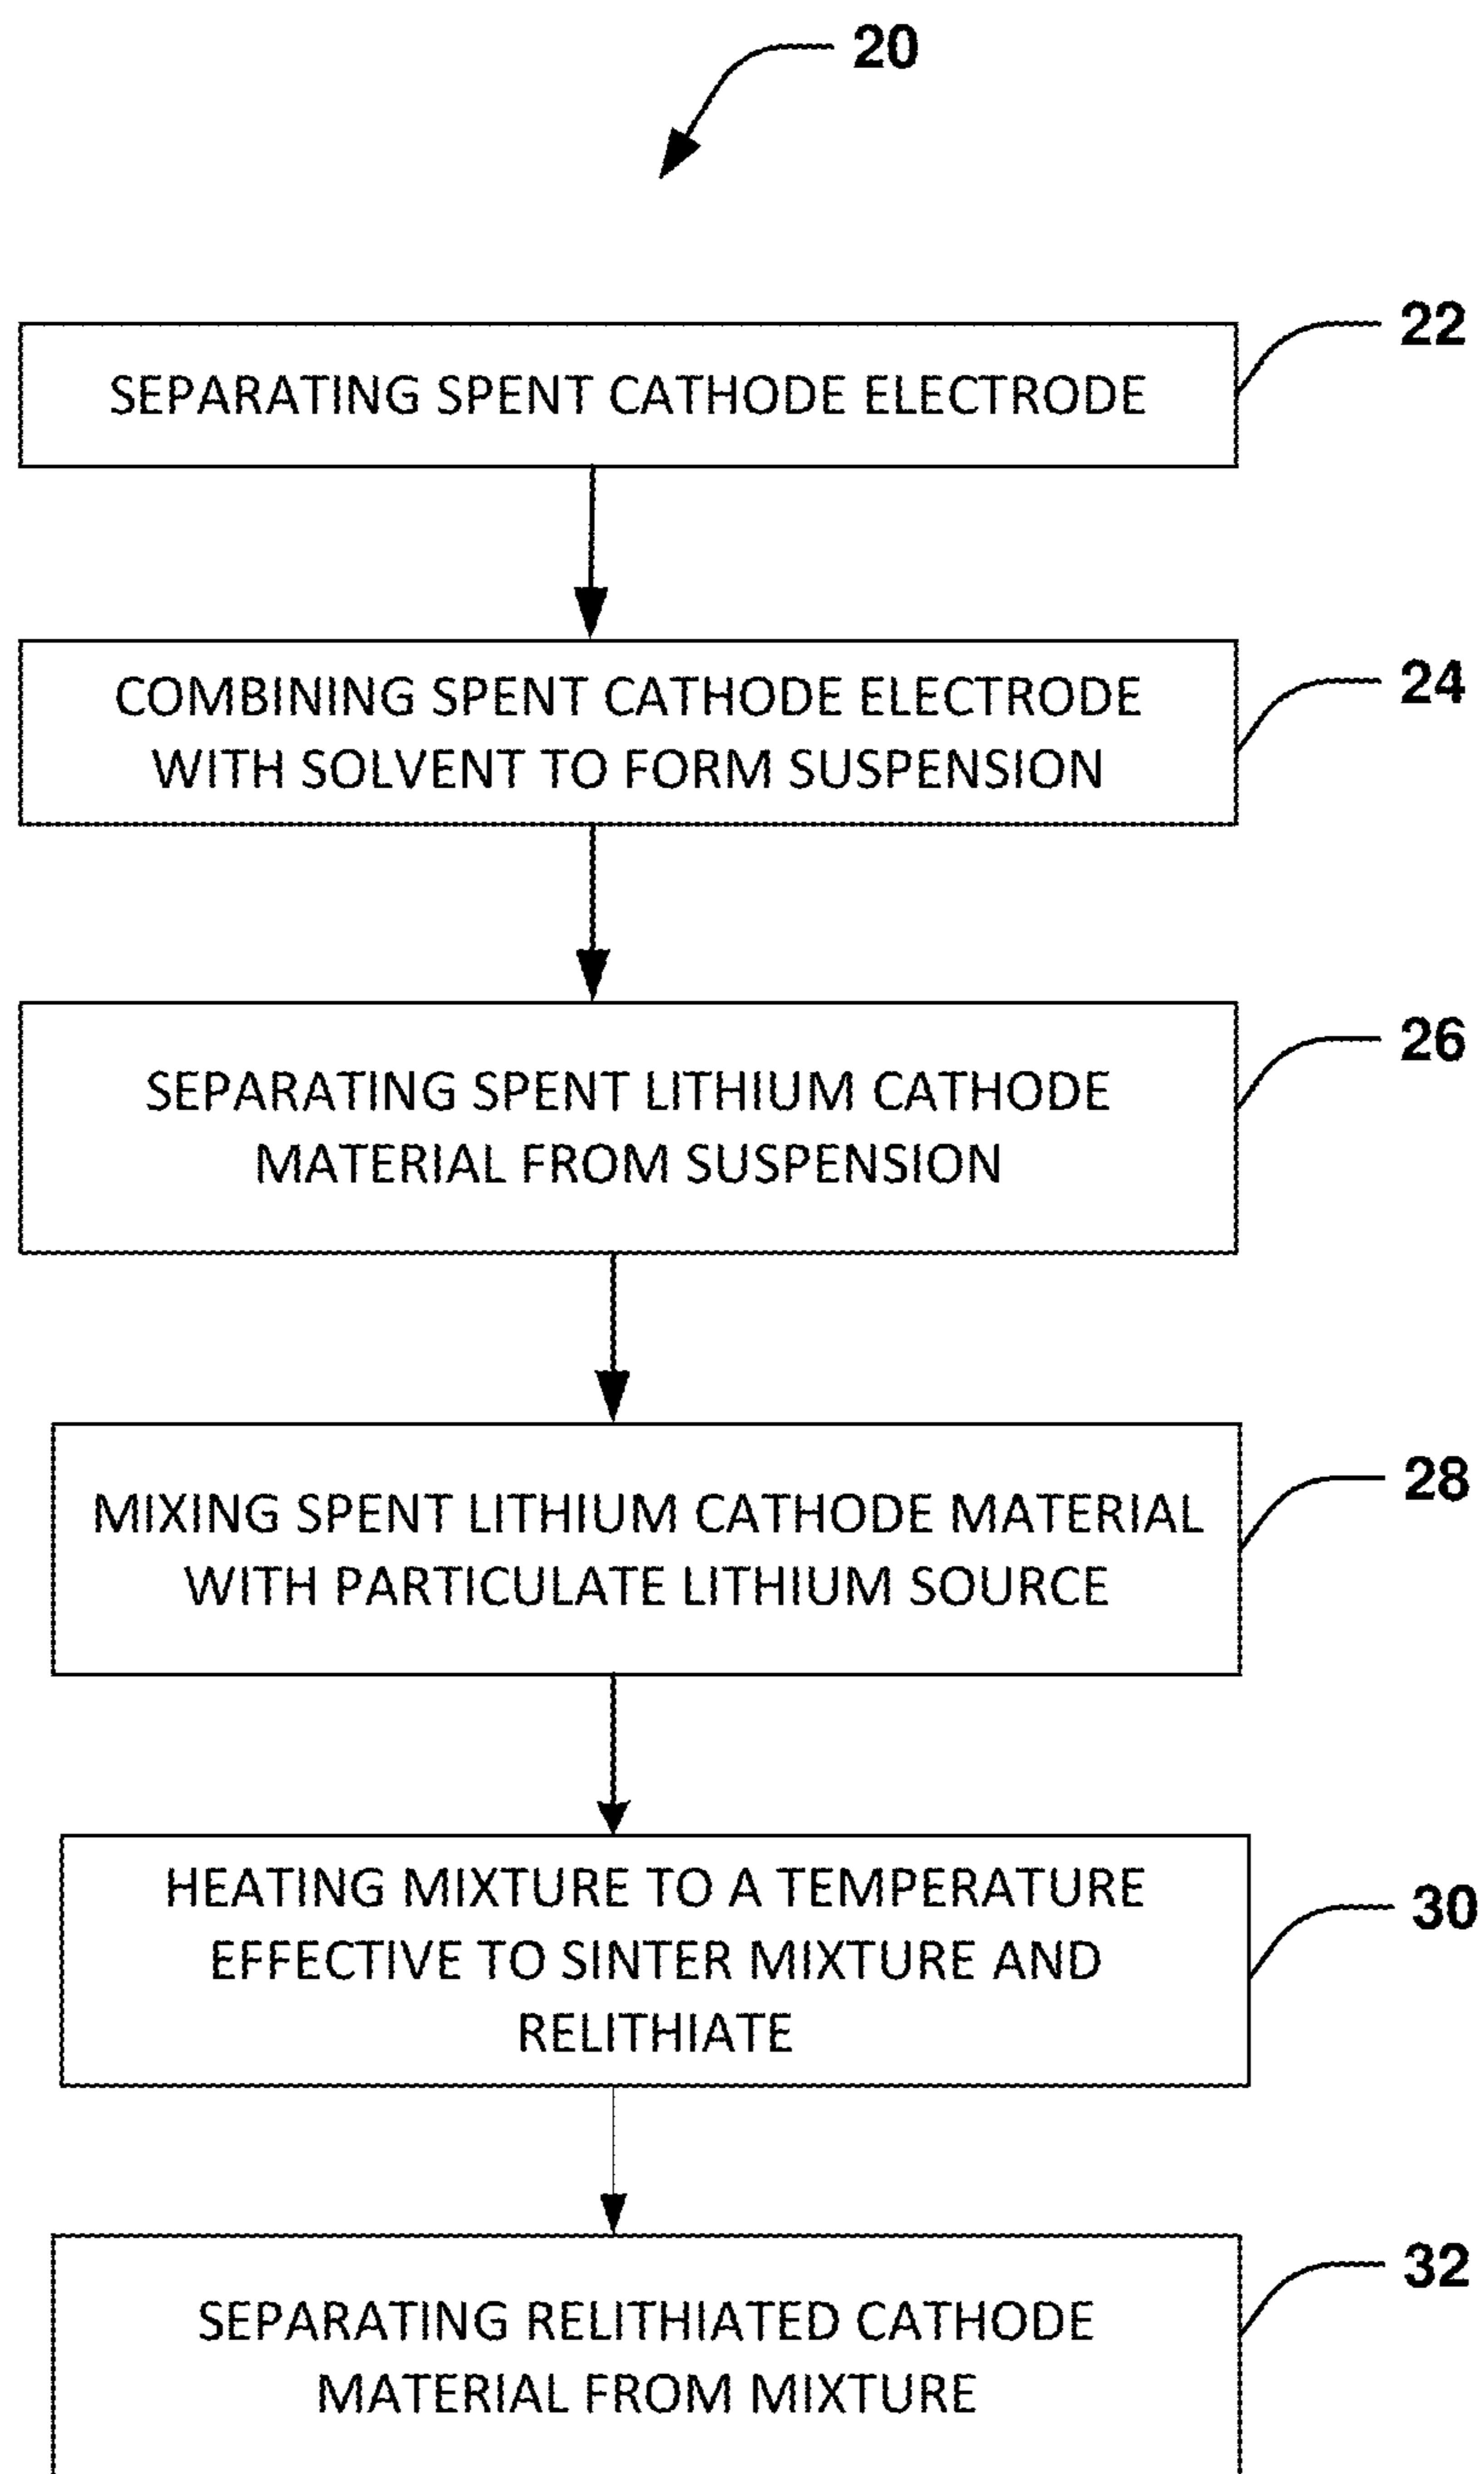 20
SEPARATING SPENT CATHODE ELECTRODE
22
COMBINING SPENT CATHODE ELECTRODE
WITH SOLVENT TO FORM SUSPENSION
24
SEPARATING SPENT LITHIUM CATHODE
MATERIAL FROM SUSPENSION
26
MIXING SPENT LITHIUM CATHODE MATERIAL
WITH PARTICULATE LITHIUM SOURCE
28
HEATING MIXTURE TO A TEMPERATURE
EFFECTIVE TO SINTER MIXTURE AND
RELITHIATE
30
SEPARATING RELITHIATED CATHODE
MATERIAL FROM MIXTURE
32